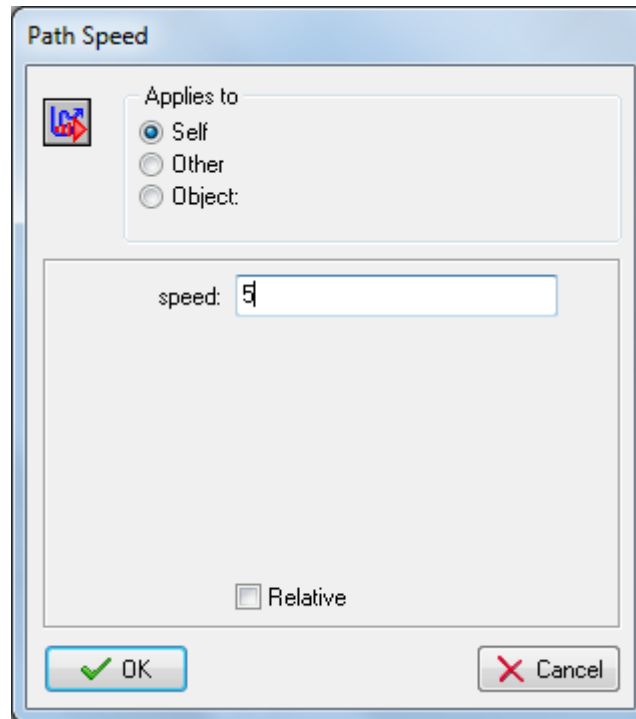 Path Speed
Applies to
Self
Other
Object:
speed: 5
Relative
OK
Cancel